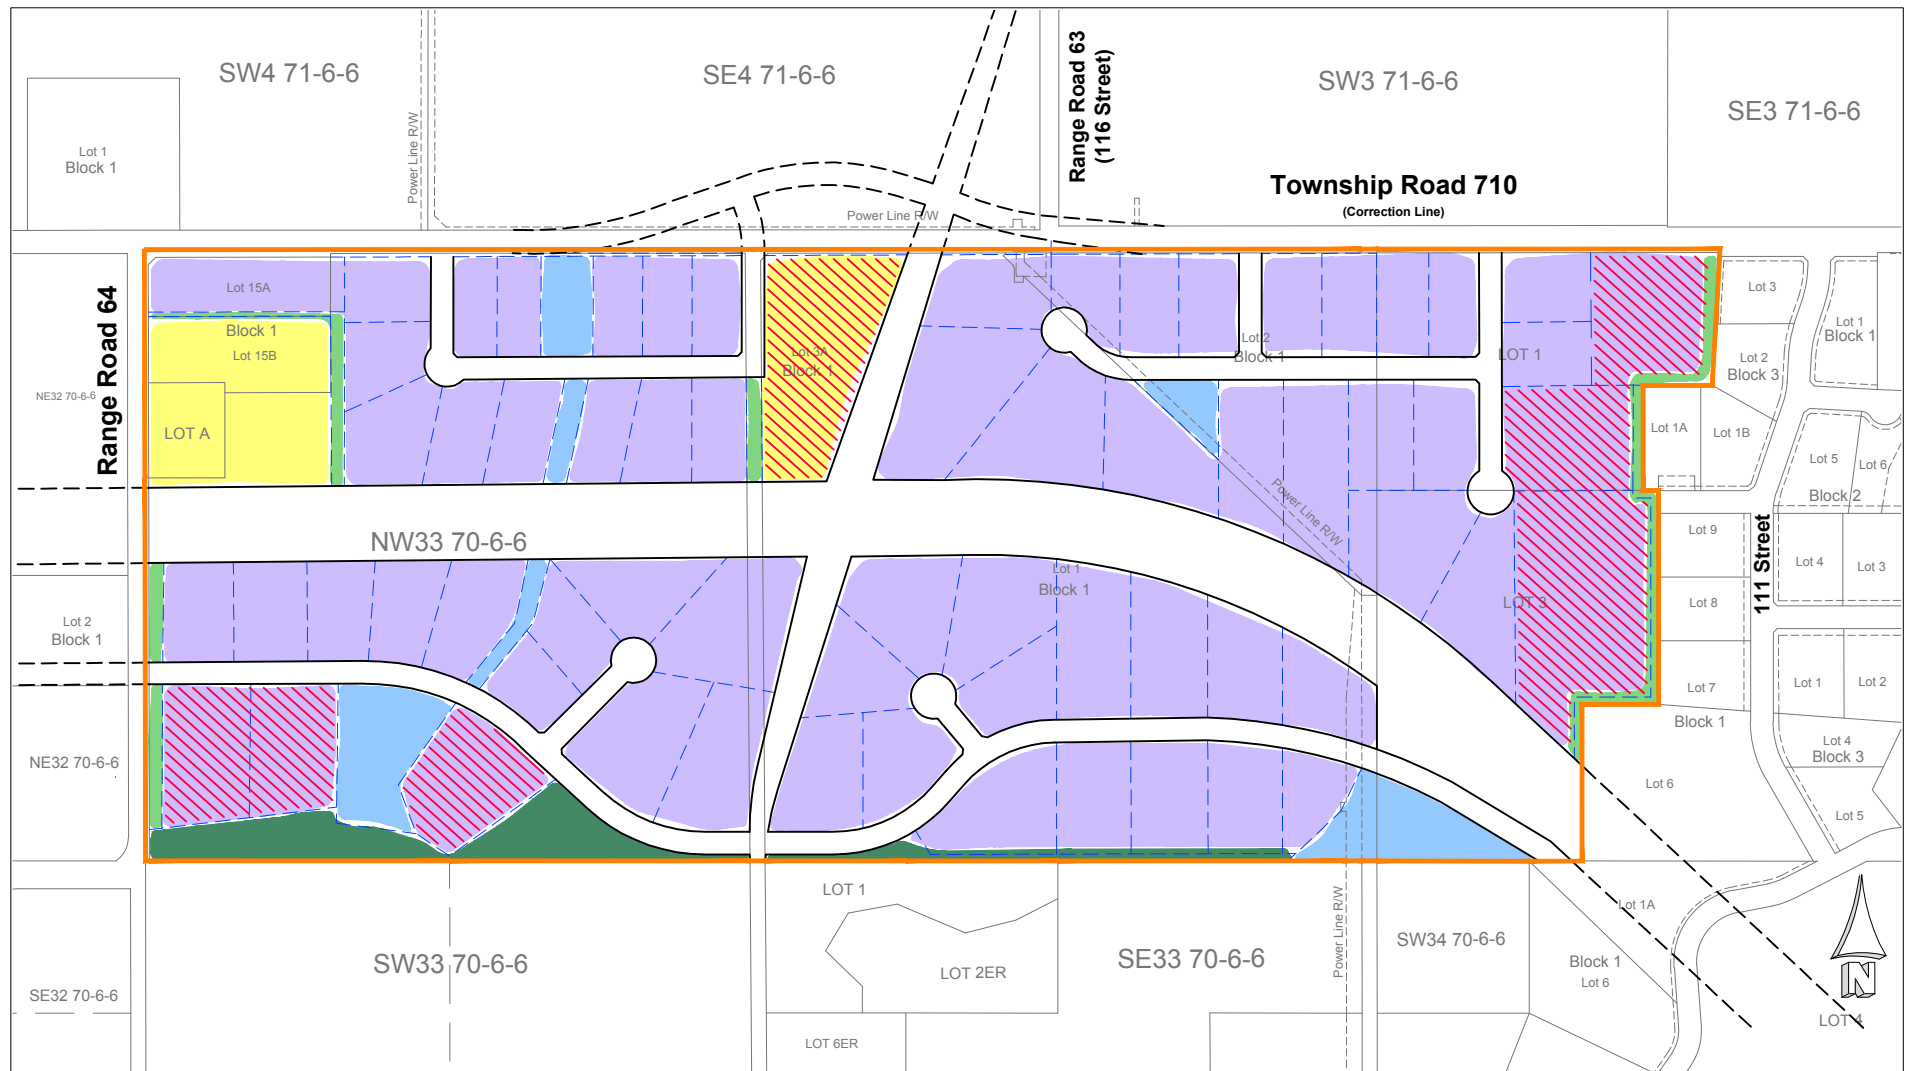 SW4 71-6-6
SE4 71-6-6
SW3 71-6-6
SE3 71-6-6
Range Road 63
(116 Street)
Lot 1
Block 1
Power Line R/W
Township Road 710
(Correction Line)
Power Line R/W
Range Road 64
Lot 15A
Block 1
Lot 15B
LOT A
NE32 70-6-6
Lot 3A
Block 1
Lot 2
Block 1
LOT 1
Lot 3
Lot 2
Block 3
Lot 1
Block 1
Lot 1A
Lot 1B
Lot 5
Lot 6
Block 2
Power Line R/W
NW33 70-6-6
Lot 1
Block 1
LOT 3
Lot 9
Lot 8
Lot 7
Block 1
111 Street
Lot 4
Lot 3
Lot 1
Lot 2
Lot 4
Block 3
Lot 5
Lot 6
Lot 2
Block 1
NE32 70-6-6
SW33 70-6-6
LOT 1
LOT 2ER
SE33 70-6-6
Power Line R/W
SW34 70-6-6
Lot 1A
Block 1
Lot 6
SE32 70-6-6
LOT 6ER
N
LOT 4